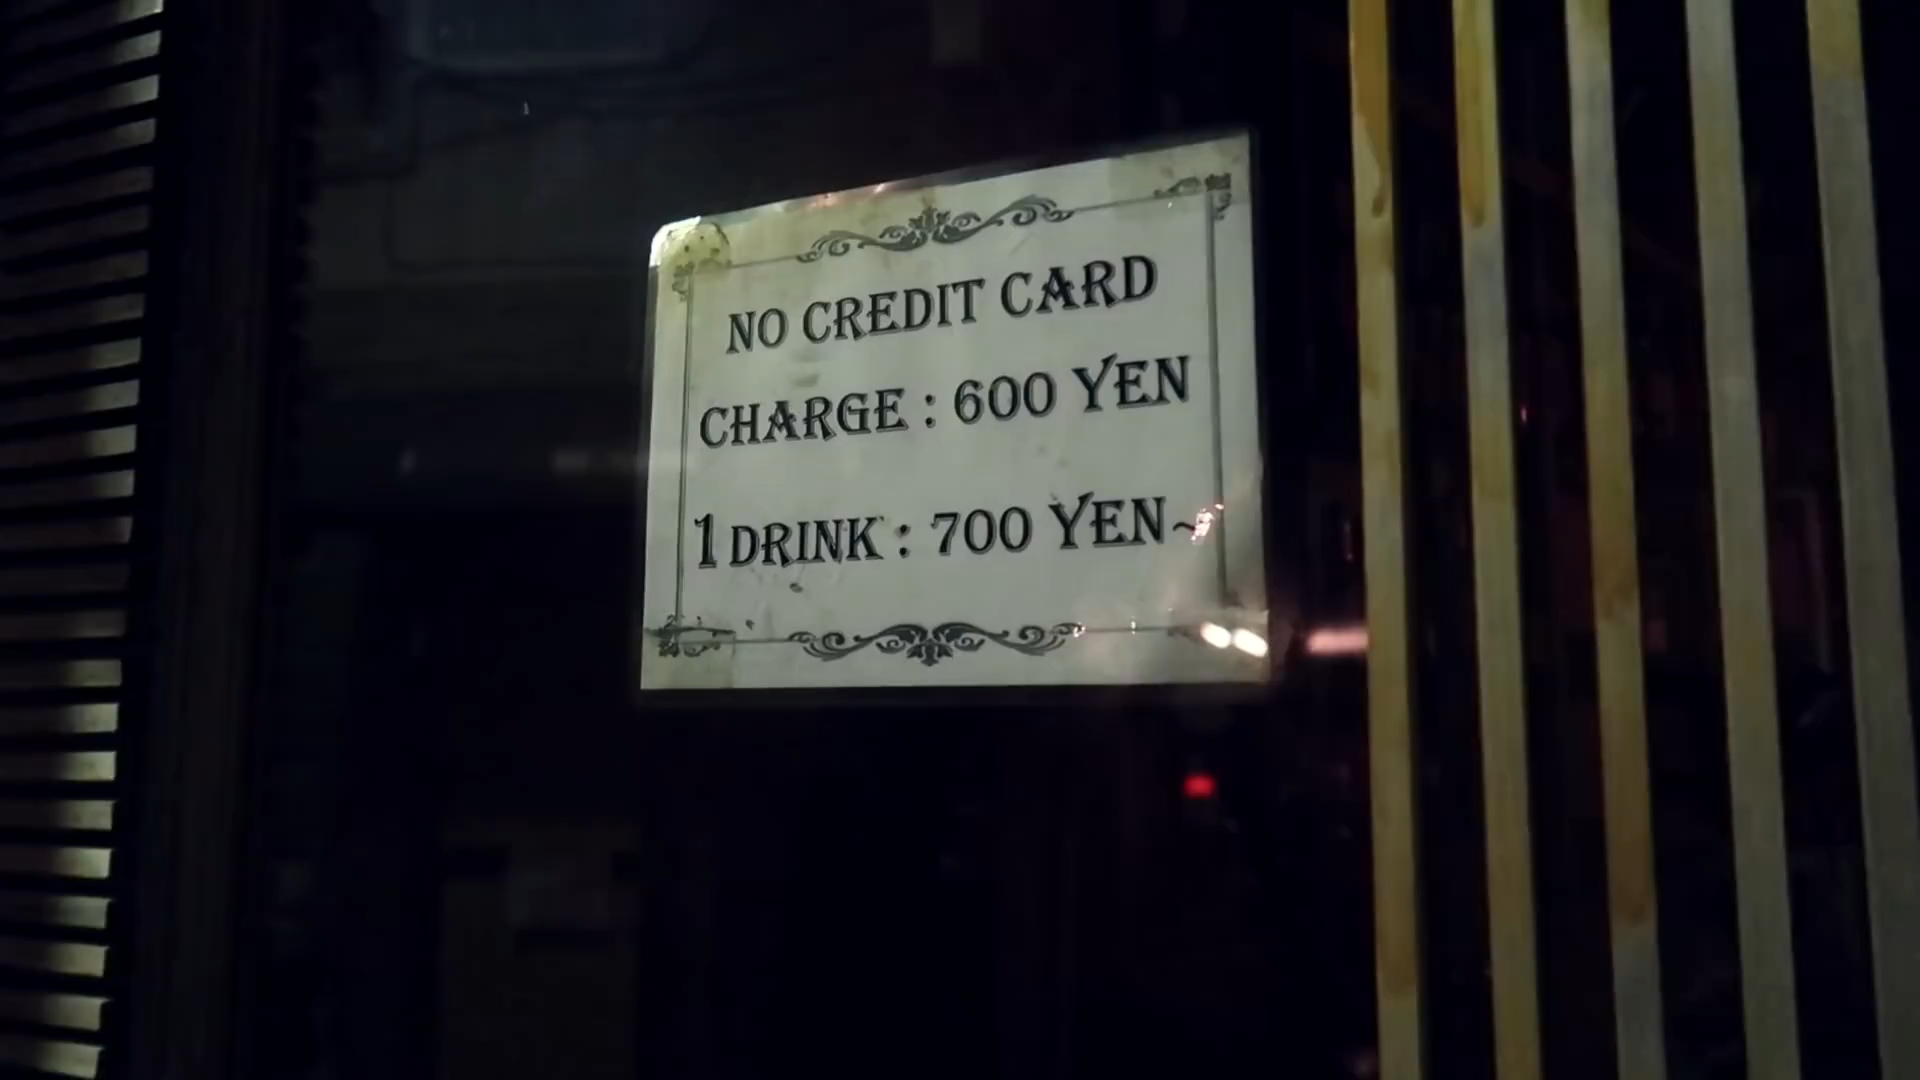 NO CREDIT CARD
CHARGE : 600 YEN
1 DRINK : 700 YEN~